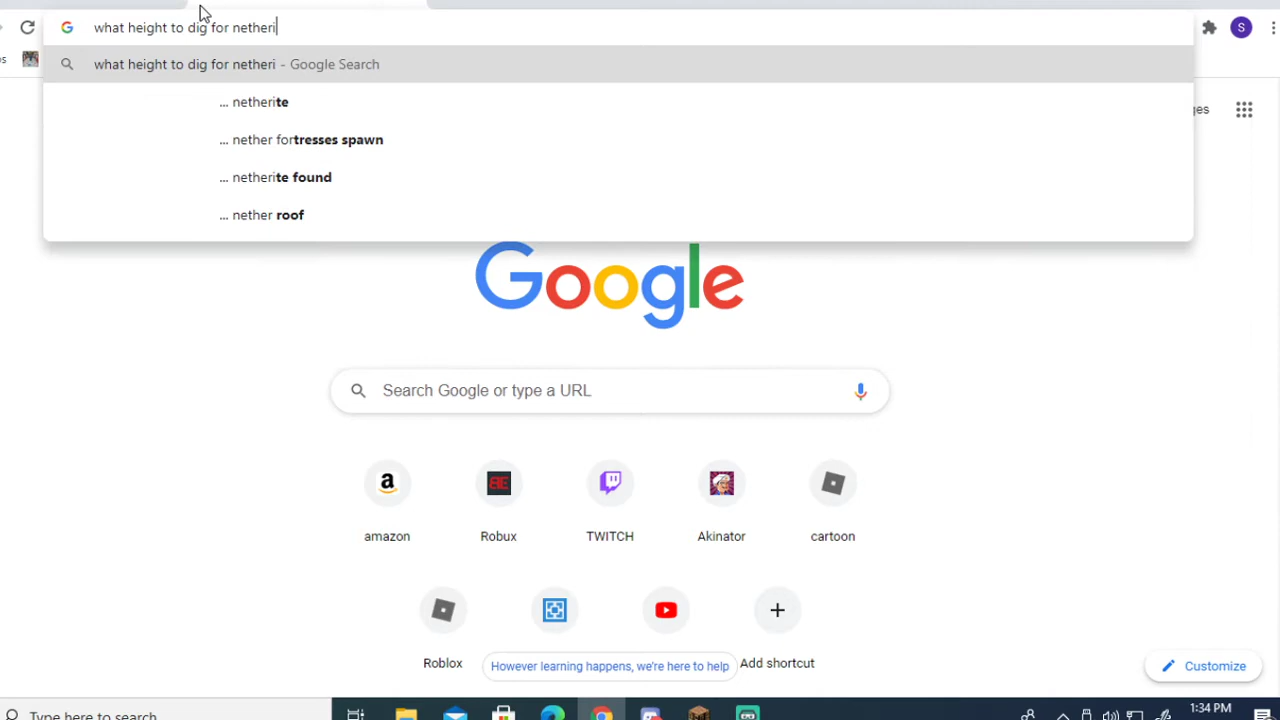 what height to dig for netheri
what height to dig for netheri - Google Search
... netherite
... nether fortresses spawn
... netherite found
... nether roof
Google
Search Google or type a URL
amazon
Robux
TWITCH
Akinator
cartoon
Roblox
However learning happens, we're here to help
Add shortcut
Customize
Type here to search
1:34 PM